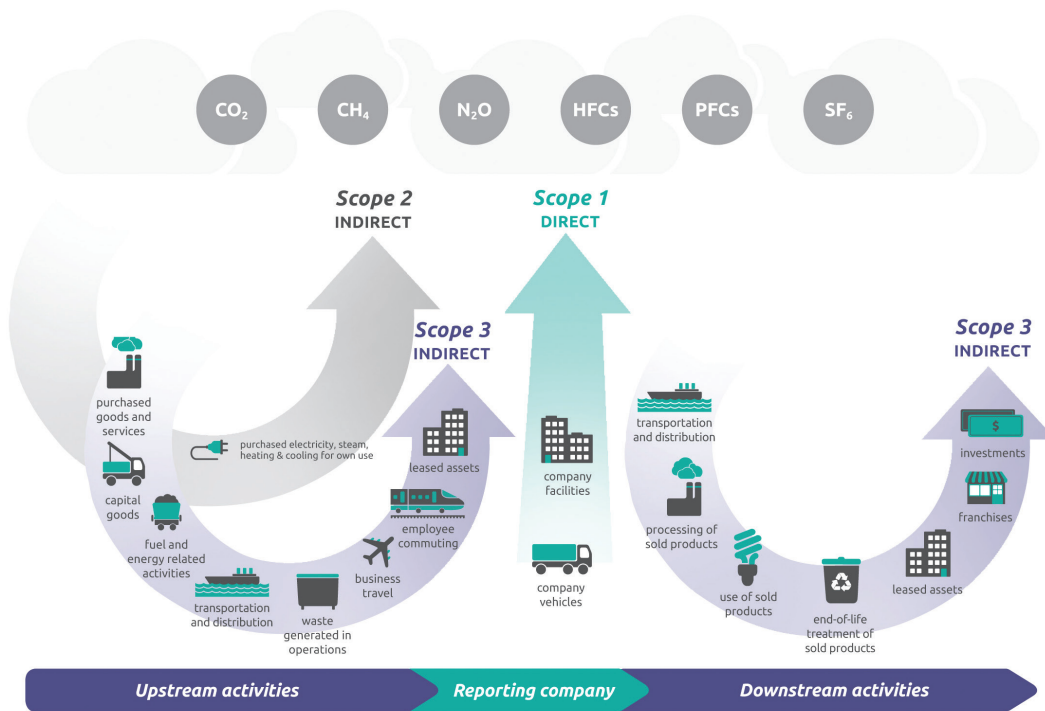 CO₂
CH₄
N₂O
HFCs
PFCs
SF₆
Scope 2
INDIRECT
Scope 1
DIRECT
Scope 3
INDIRECT
Scope 3
INDIRECT
purchased
goods and
services
capital
goods
fuel and
energy related
activities
transportation
and distribution
waste
generated in
operations
business
travel
employee
commuting
leased assets
purchased electricity, steam,
heating & cooling for own use
company
facilities
company
vehicles
transportation
and distribution
processing of
sold products
use of sold
products
end-of-life
treatment of
sold products
leased assets
franchises
$
investments
Upstream activities
Reporting company
Downstream activities